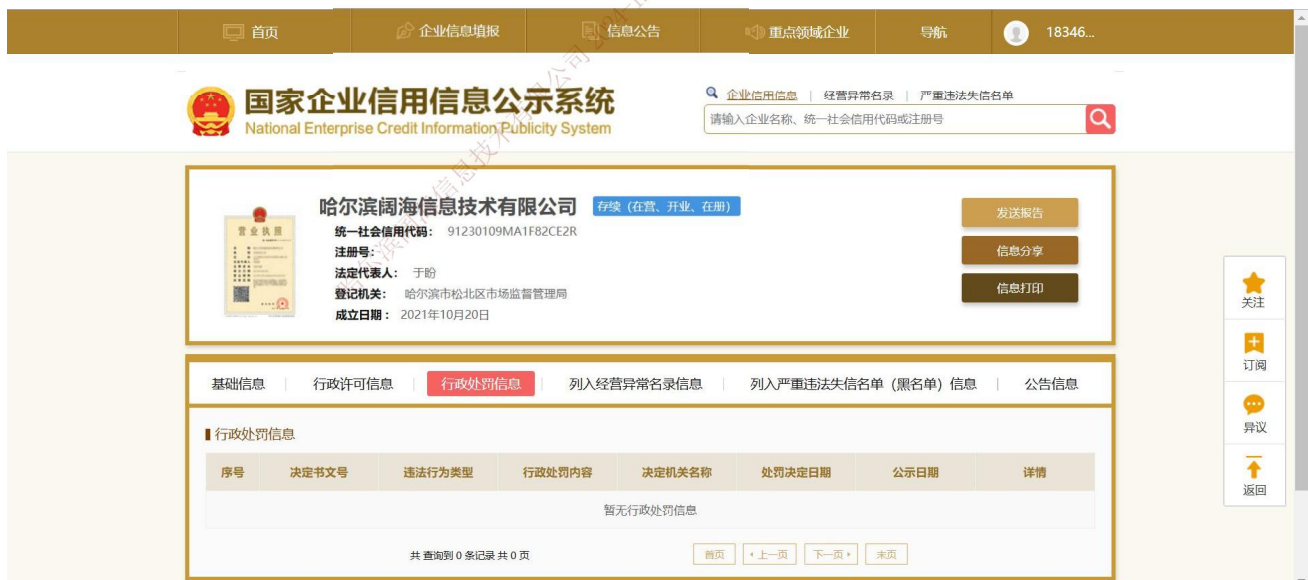 首页 企业信息填报 信息公告 重点领域企业 导航 18346...
国家企业信用信息公示系统
National Enterprise Credit Information Publicity System
企业信用信息 | 经营异常名录 | 严重违法失信名单
请输入企业名称、统一社会信用代码或注册号
哈尔滨阔海信息技术有限公司 存续（在营、开业、在册）
统一社会信用代码： 91230109MA1F82CE2R
注册号：
法定代表人： 于盼
登记机关： 哈尔滨市松北区市场监督管理局
成立日期： 2021年10月20日
营业执照
发送报告
信息分享
信息打印
关注
订阅
异议
返回
基础信息 | 行政许可信息 | 行政处罚信息 | 列入经营异常名录信息 | 列入严重违法失信名单（黑名单）信息 | 公告信息
行政处罚信息
序号 决定书文号 违法行为类型 行政处罚内容 决定机关名称 处罚决定日期 公示日期 详情
暂无行政处罚信息
共 查询到 0 条记录 共 0 页 首页 上一页 下一页 末页